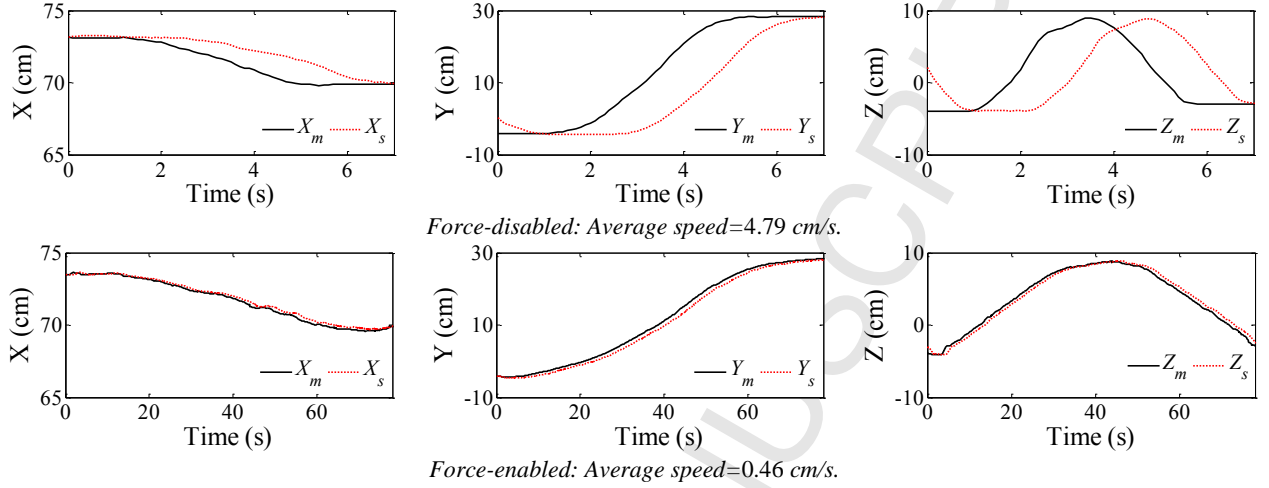 75
70
65
X (cm)
X_m X_s
0 2 4 6
Time (s)
30
10
-10
Y (cm)
Y_m Y_s
0 2 4 6
Time (s)
10
0
-10
Z (cm)
Z_m Z_s
0 2 4 6
Time (s)
Force-disabled: Average speed=4.79 cm/s.
75
70
65
X (cm)
X_m X_s
0 20 40 60
Time (s)
30
10
-10
Y (cm)
Y_m Y_s
0 20 40 60
Time (s)
10
0
-10
Z (cm)
Z_m Z_s
0 20 40 60
Time (s)
Force-enabled: Average speed=0.46 cm/s.